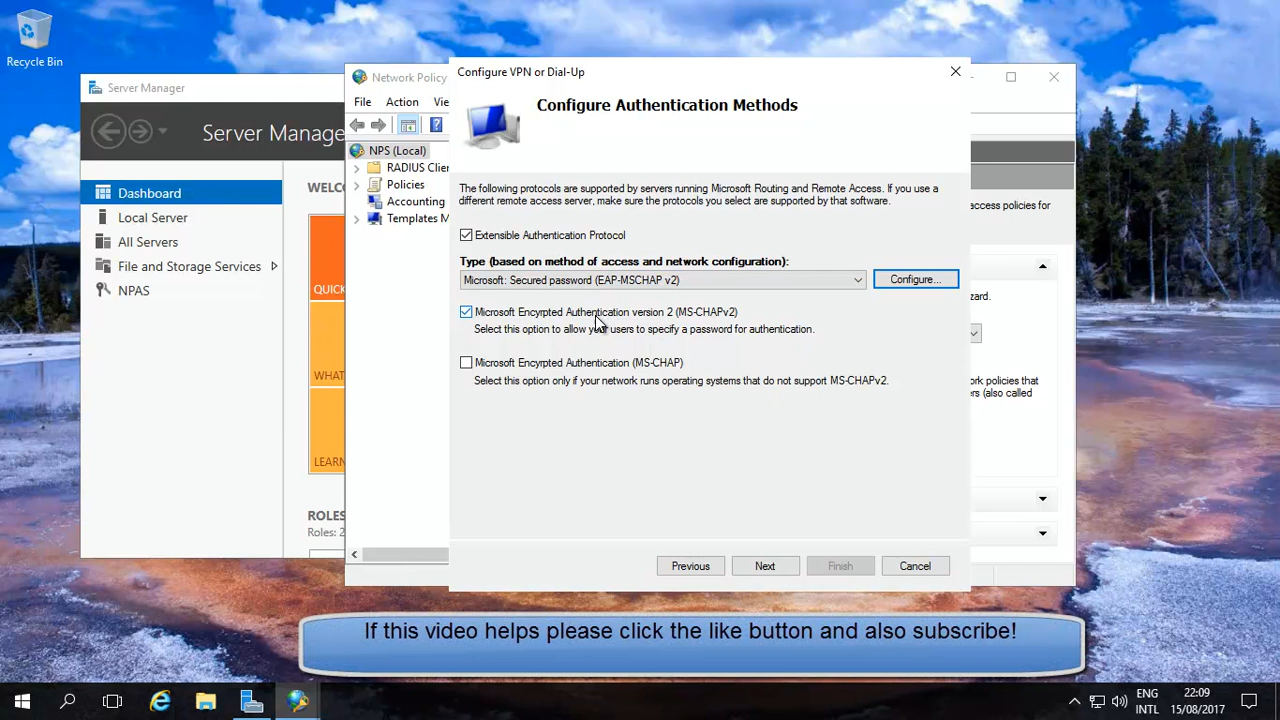 Recycle Bin
Server Manager
Server Manage
Dashboard
Local Server
All Servers
File and Storage Services
NPAS
WELC
QUICK
WHAT
LEARN
ROLES
Roles: 2
Network Policy
File Action Vie
NPS (Local)
RADIUS Clien
Policies
Accounting
Templates M
Configure VPN or Dial-Up
Configure Authentication Methods
The following protocols are supported by servers running Microsoft Routing and Remote Access. If you use a
different remote access server, make sure the protocols you select are supported by that software.
Extensible Authentication Protocol
Type (based on method of access and network configuration):
Microsoft: Secured password (EAP-MSCHAP v2)
Configure...
Microsoft Encyrpted Authentication version 2 (MS-CHAPv2)
Select this option to allow your users to specify a password for authentication.
Microsoft Encyrpted Authentication (MS-CHAP)
Select this option only if your network runs operating systems that do not support MS-CHAPv2.
Previous Next Finish Cancel
access policies for
zard.
ork policies that
rs (also called
If this video helps please click the like button and also subscribe!
ENG
INTL
22:09
15/08/2017